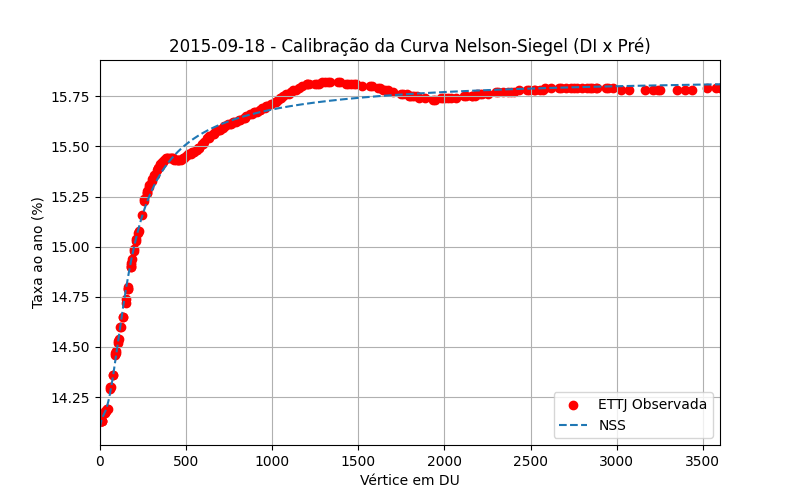 2015-09-18 - Calibração da Curva Nelson-Siegel (DI x Pré)
Taxa ao ano (%)
15.75
15.50
15.25
15.00
14.75
14.50
14.25
0 500 1000 1500 2000 2500 3000 3500
Vértice em DU
ETTJ Observada
NSS